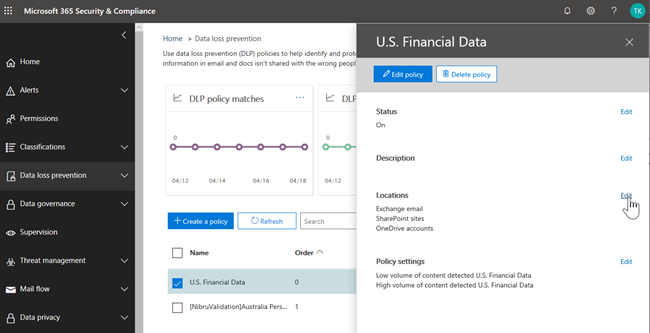 Microsoft 365 Security & Compliance
TK
Home
Alerts
Permissions
Classifications
Data loss prevention
Data governance
Supervision
Threat management
Mail flow
Data privacy
Home > Data loss prevention
Use data loss prevention (DLP) policies to help identify and prote
information in email and docs isn't shared with the wrong people
DLP policy matches
0
04/12 04/14 04/16 04/18
DLP
0
04/12
+ Create a policy
Refresh
Search
Name Order
U.S. Financial Data 0
[NibruValidation]Australia Pers... 1
U.S. Financial Data
Edit policy
Delete policy
Status Edit
On
Description Edit
Locations Edit
Exchange email
SharePoint sites
OneDrive accounts
Policy settings Edit
Low volume of content detected U.S. Financial Data
High volume of content detected U.S. Financial Data